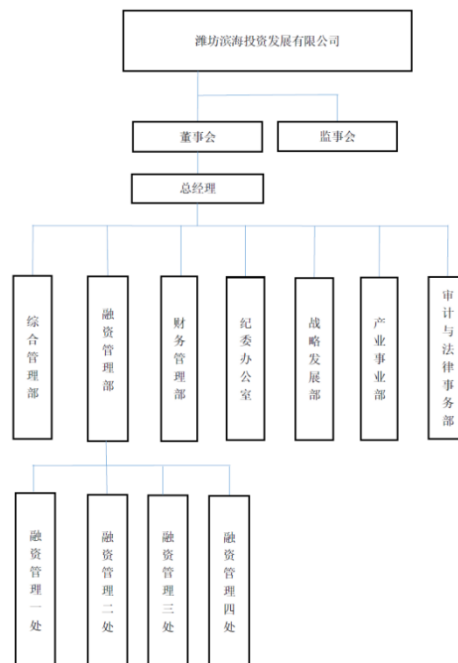 潍坊滨海投资发展有限公司
董事会
监事会
总经理
综合管理部
融资管理部
财务管理部
纪委办公室
战略发展部
产业事业部
审计与法律事务部
融资管理一处
融资管理二处
融资管理三处
融资管理四处